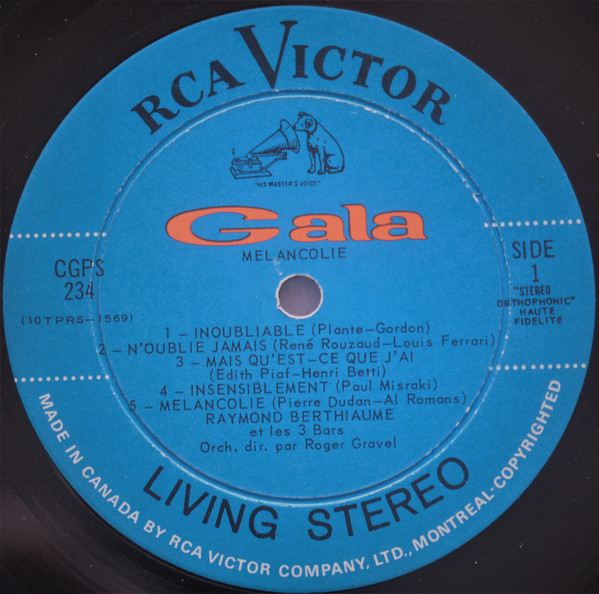 RCA VICTOR
"HIS MASTER'S VOICE"
Gala
MELANCOLIE
CGPS
234
(10TPRS-1569)
SIDE
1
"STEREO
ORTHOPHONIC"
HAUTE
FIDELITE
1 – INOUBLIABLE (Plante-Gordon)
2 – N'OUBLIE JAMAIS (René Rouzaud-Louis Ferrari)
3 – MAIS QU'EST-CE QUE J'AI
(Edith Piaf-Henri Betti)
4 – INSENSIBLEMENT (Paul Misraki)
5 – MELANCOLIE (Pierre Dudan-Al Romans)
RAYMOND BERTHIAUME
et les 3 Bars
Orch. dir. par Roger Gravel
LIVING STEREO
MADE IN CANADA BY RCA VICTOR COMPANY, LTD., MONTREAL-COPYRIGHTED